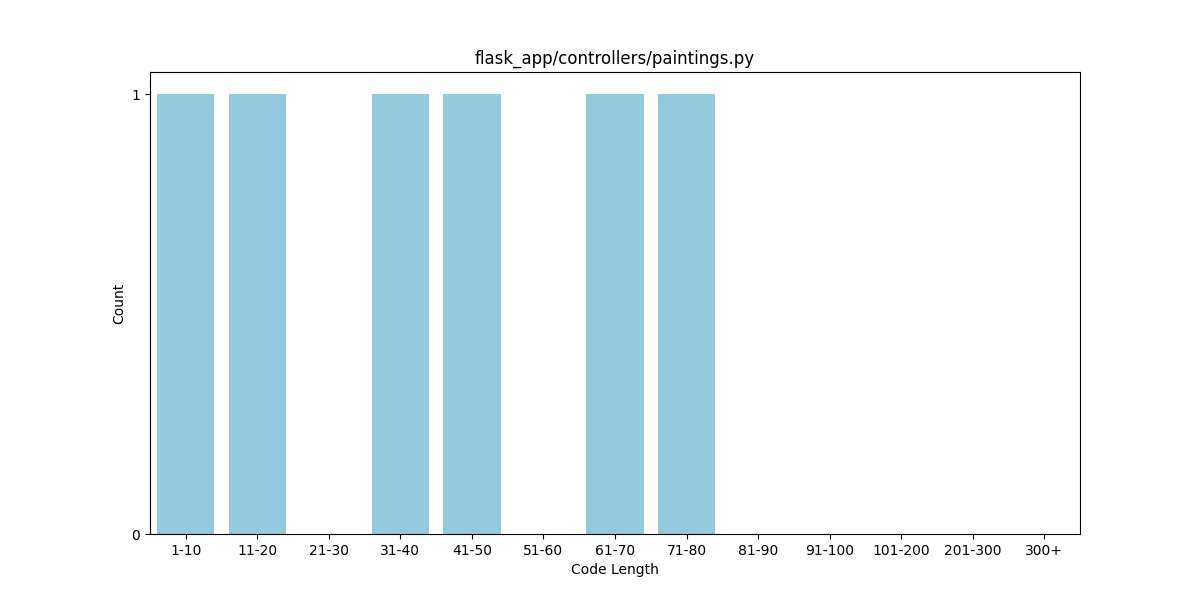 flask_app/controllers/paintings.py
1
Count
0
1-10 11-20 21-30 31-40 41-50 51-60 61-70 71-80 81-90 91-100 101-200 201-300 300+
Code Length